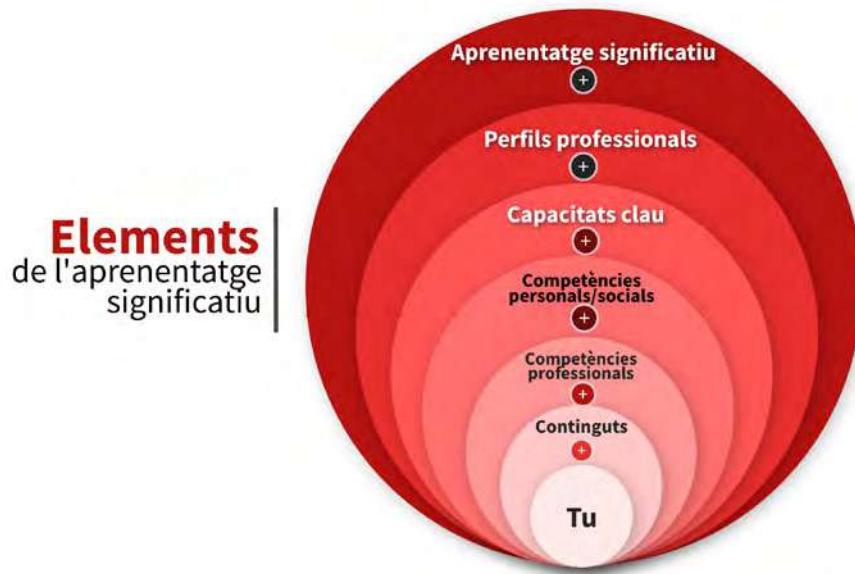 Elements
de l'aprenentatge
significatiu
Aprenentatge significatiu
+
Perfils professionals
+
Capacitats clau
+
Competències
personals/socials
+
Competències
professionals
+
Continguts
+
Tu